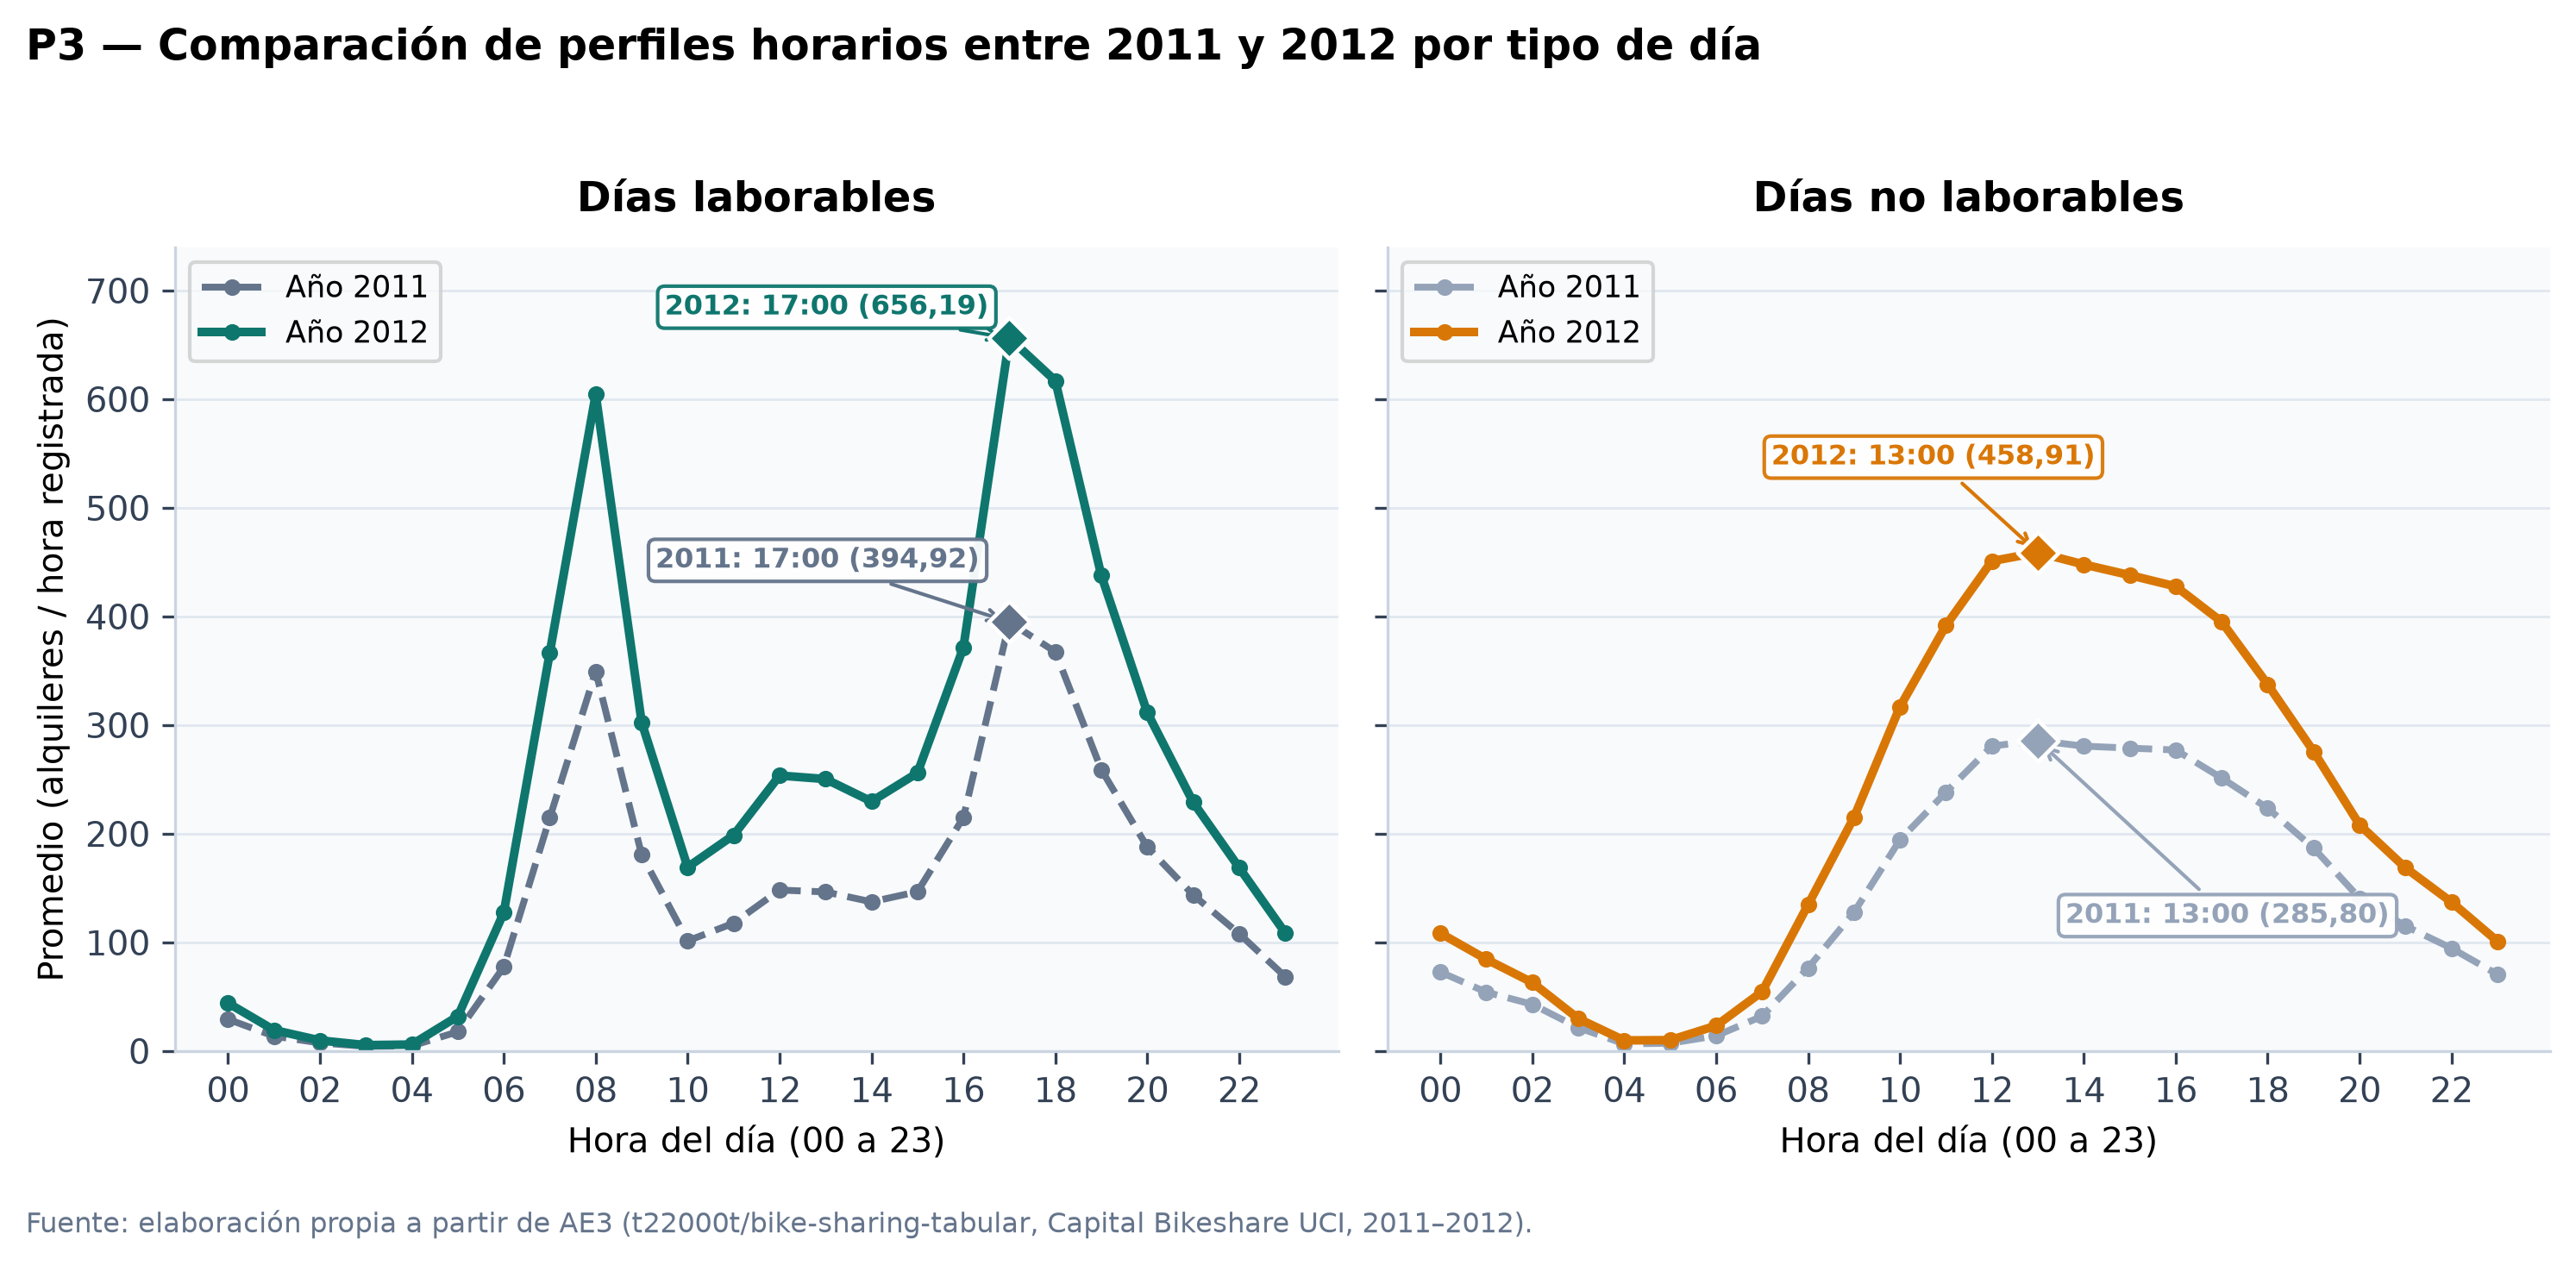 P3 — Comparación de perfiles horarios entre 2011 y 2012 por tipo de día
Días laborables
Promedio (alquileres / hora registrada)
700
600
500
400
300
200
100
0
Año 2011
Año 2012
2012: 17:00 (656,19)
2011: 17:00 (394,92)
00 02 04 06 08 10 12 14 16 18 20 22
Hora del día (00 a 23)
Días no laborables
Año 2011
Año 2012
2012: 13:00 (458,91)
2011: 13:00 (285,80)
00 02 04 06 08 10 12 14 16 18 20 22
Hora del día (00 a 23)
Fuente: elaboración propia a partir de AE3 (t22000t/bike-sharing-tabular, Capital Bikeshare UCI, 2011–2012).